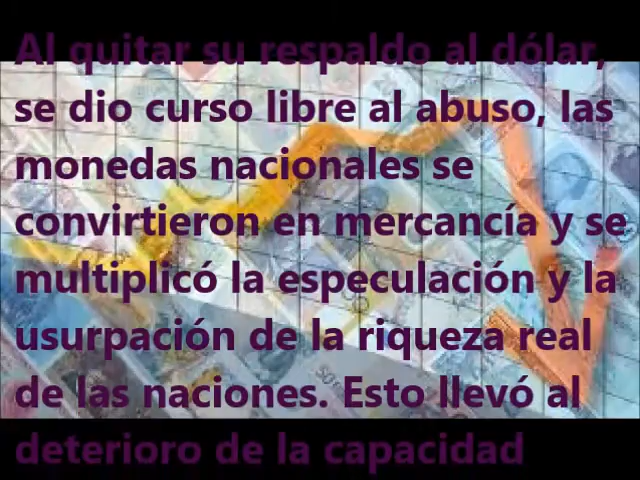 Al quitar su respaldo al dólar,
se dio curso libre al abuso, las
monedas nacionales se
convirtieron en mercancía y se
multiplicó la especulación y la
usurpación de la riqueza real
de las naciones. Esto llevó al
deterioro de la capacidad